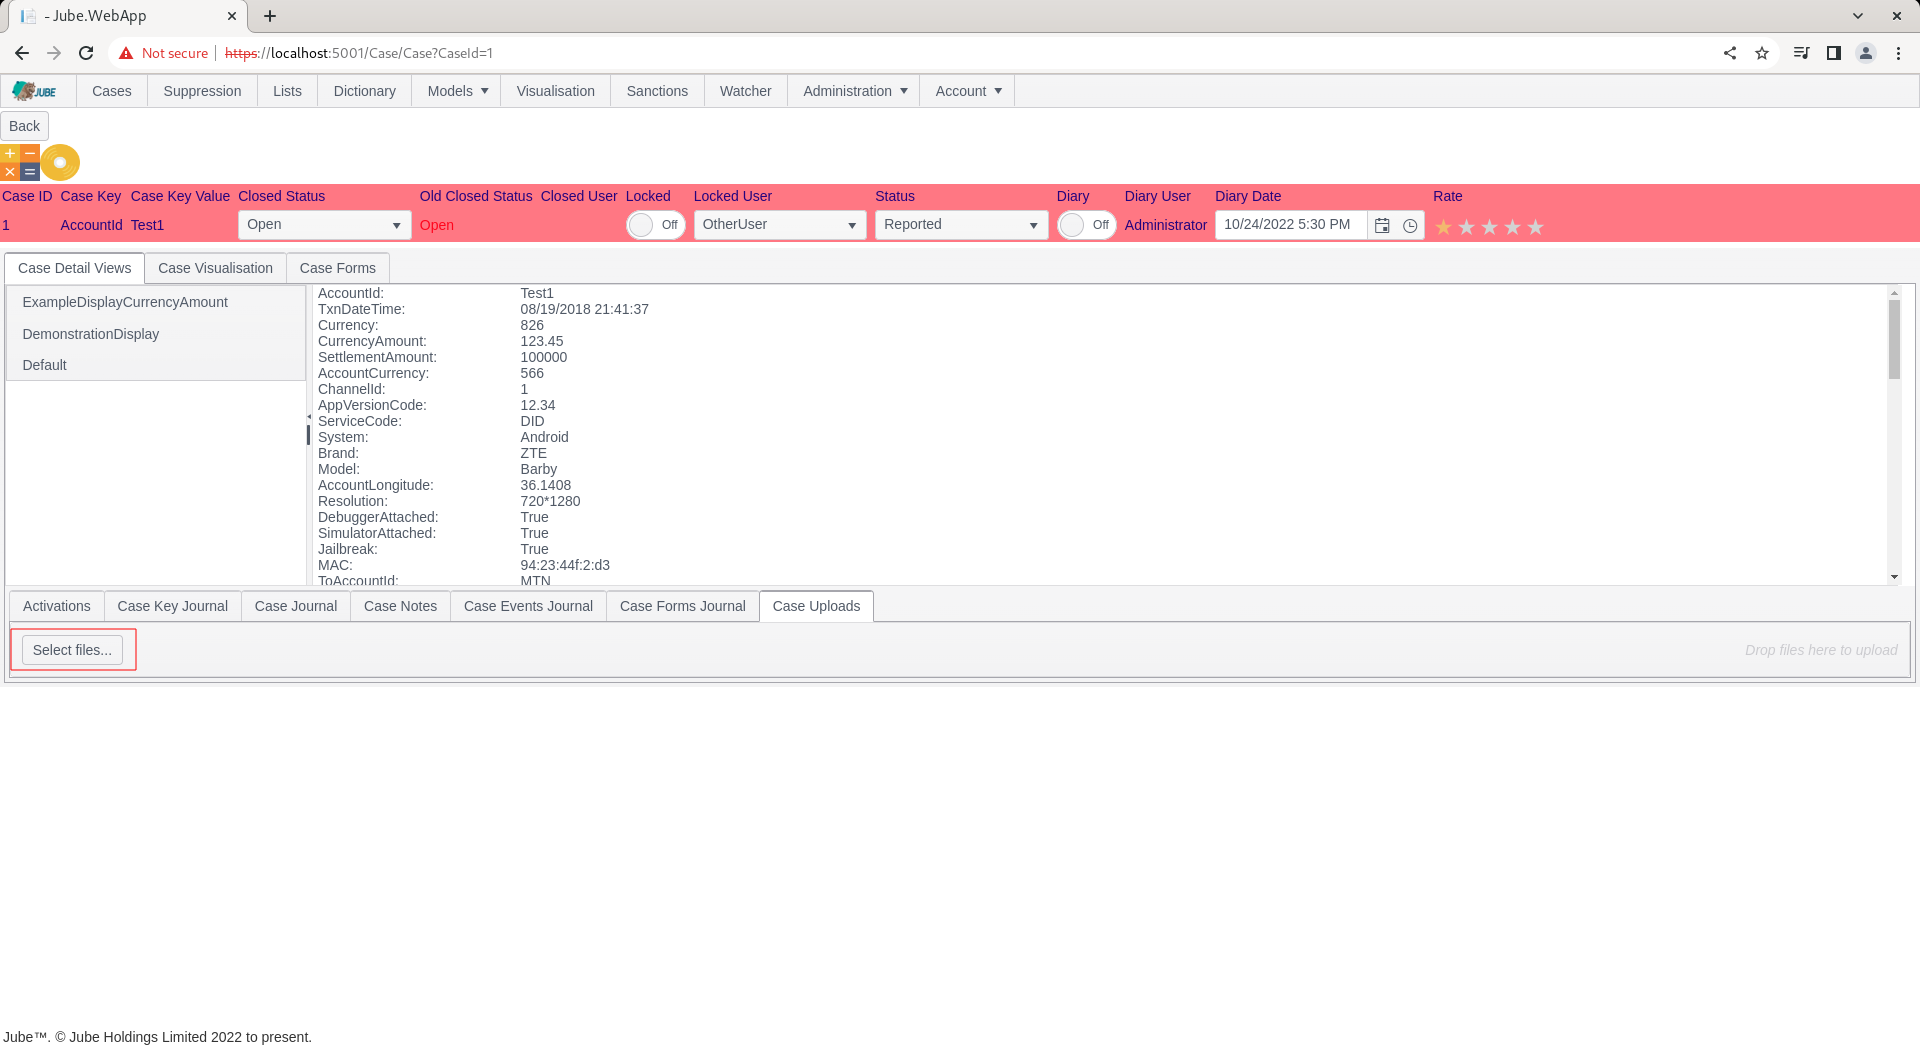 - Jube.WebApp
Not secure https://localhost:5001/Case/Case?CaseId=1
JUBE Cases Suppression Lists Dictionary Models Visualisation Sanctions Watcher Administration Account
Back
+ −
× =
Case ID Case Key Case Key Value Closed Status Old Closed Status Closed User Locked Locked User Status Diary Diary User Diary Date Rate
1 AccountId Test1 Open Open Off OtherUser Reported Off Administrator 10/24/2022 5:30 PM
Case Detail Views Case Visualisation Case Forms
ExampleDisplayCurrencyAmount
DemonstrationDisplay
Default
AccountId: Test1
TxnDateTime: 08/19/2018 21:41:37
Currency: 826
CurrencyAmount: 123.45
SettlementAmount: 100000
AccountCurrency: 566
ChannelId: 1
AppVersionCode: 12.34
ServiceCode: DID
System: Android
Brand: ZTE
Model: Barby
AccountLongitude: 36.1408
Resolution: 720*1280
DebuggerAttached: True
SimulatorAttached: True
Jailbreak: True
MAC: 94:23:44f:2:d3
ToAccountId: MTN
Activations Case Key Journal Case Journal Case Notes Case Events Journal Case Forms Journal Case Uploads
Select files... Drop files here to upload
Jube™. © Jube Holdings Limited 2022 to present.